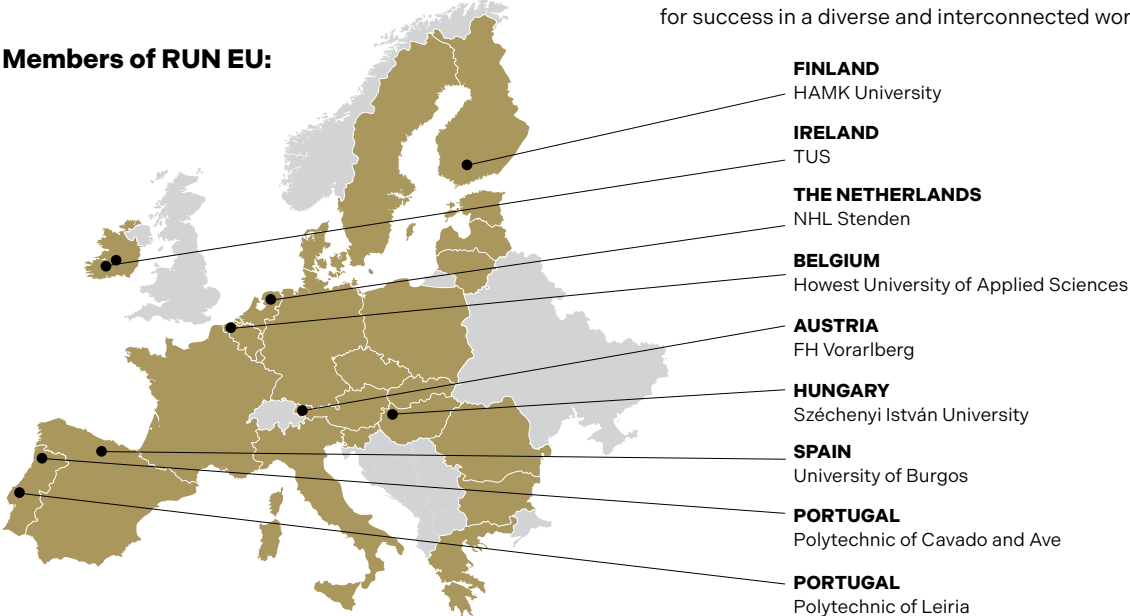 for success in a diverse and interconnected wor
Members of RUN EU:
FINLAND
HAMK University
IRELAND
TUS
THE NETHERLANDS
NHL Stenden
BELGIUM
Howest University of Applied Sciences
AUSTRIA
FH Vorarlberg
HUNGARY
Széchenyi István University
SPAIN
University of Burgos
PORTUGAL
Polytechnic of Cavado and Ave
PORTUGAL
Polytechnic of Leiria